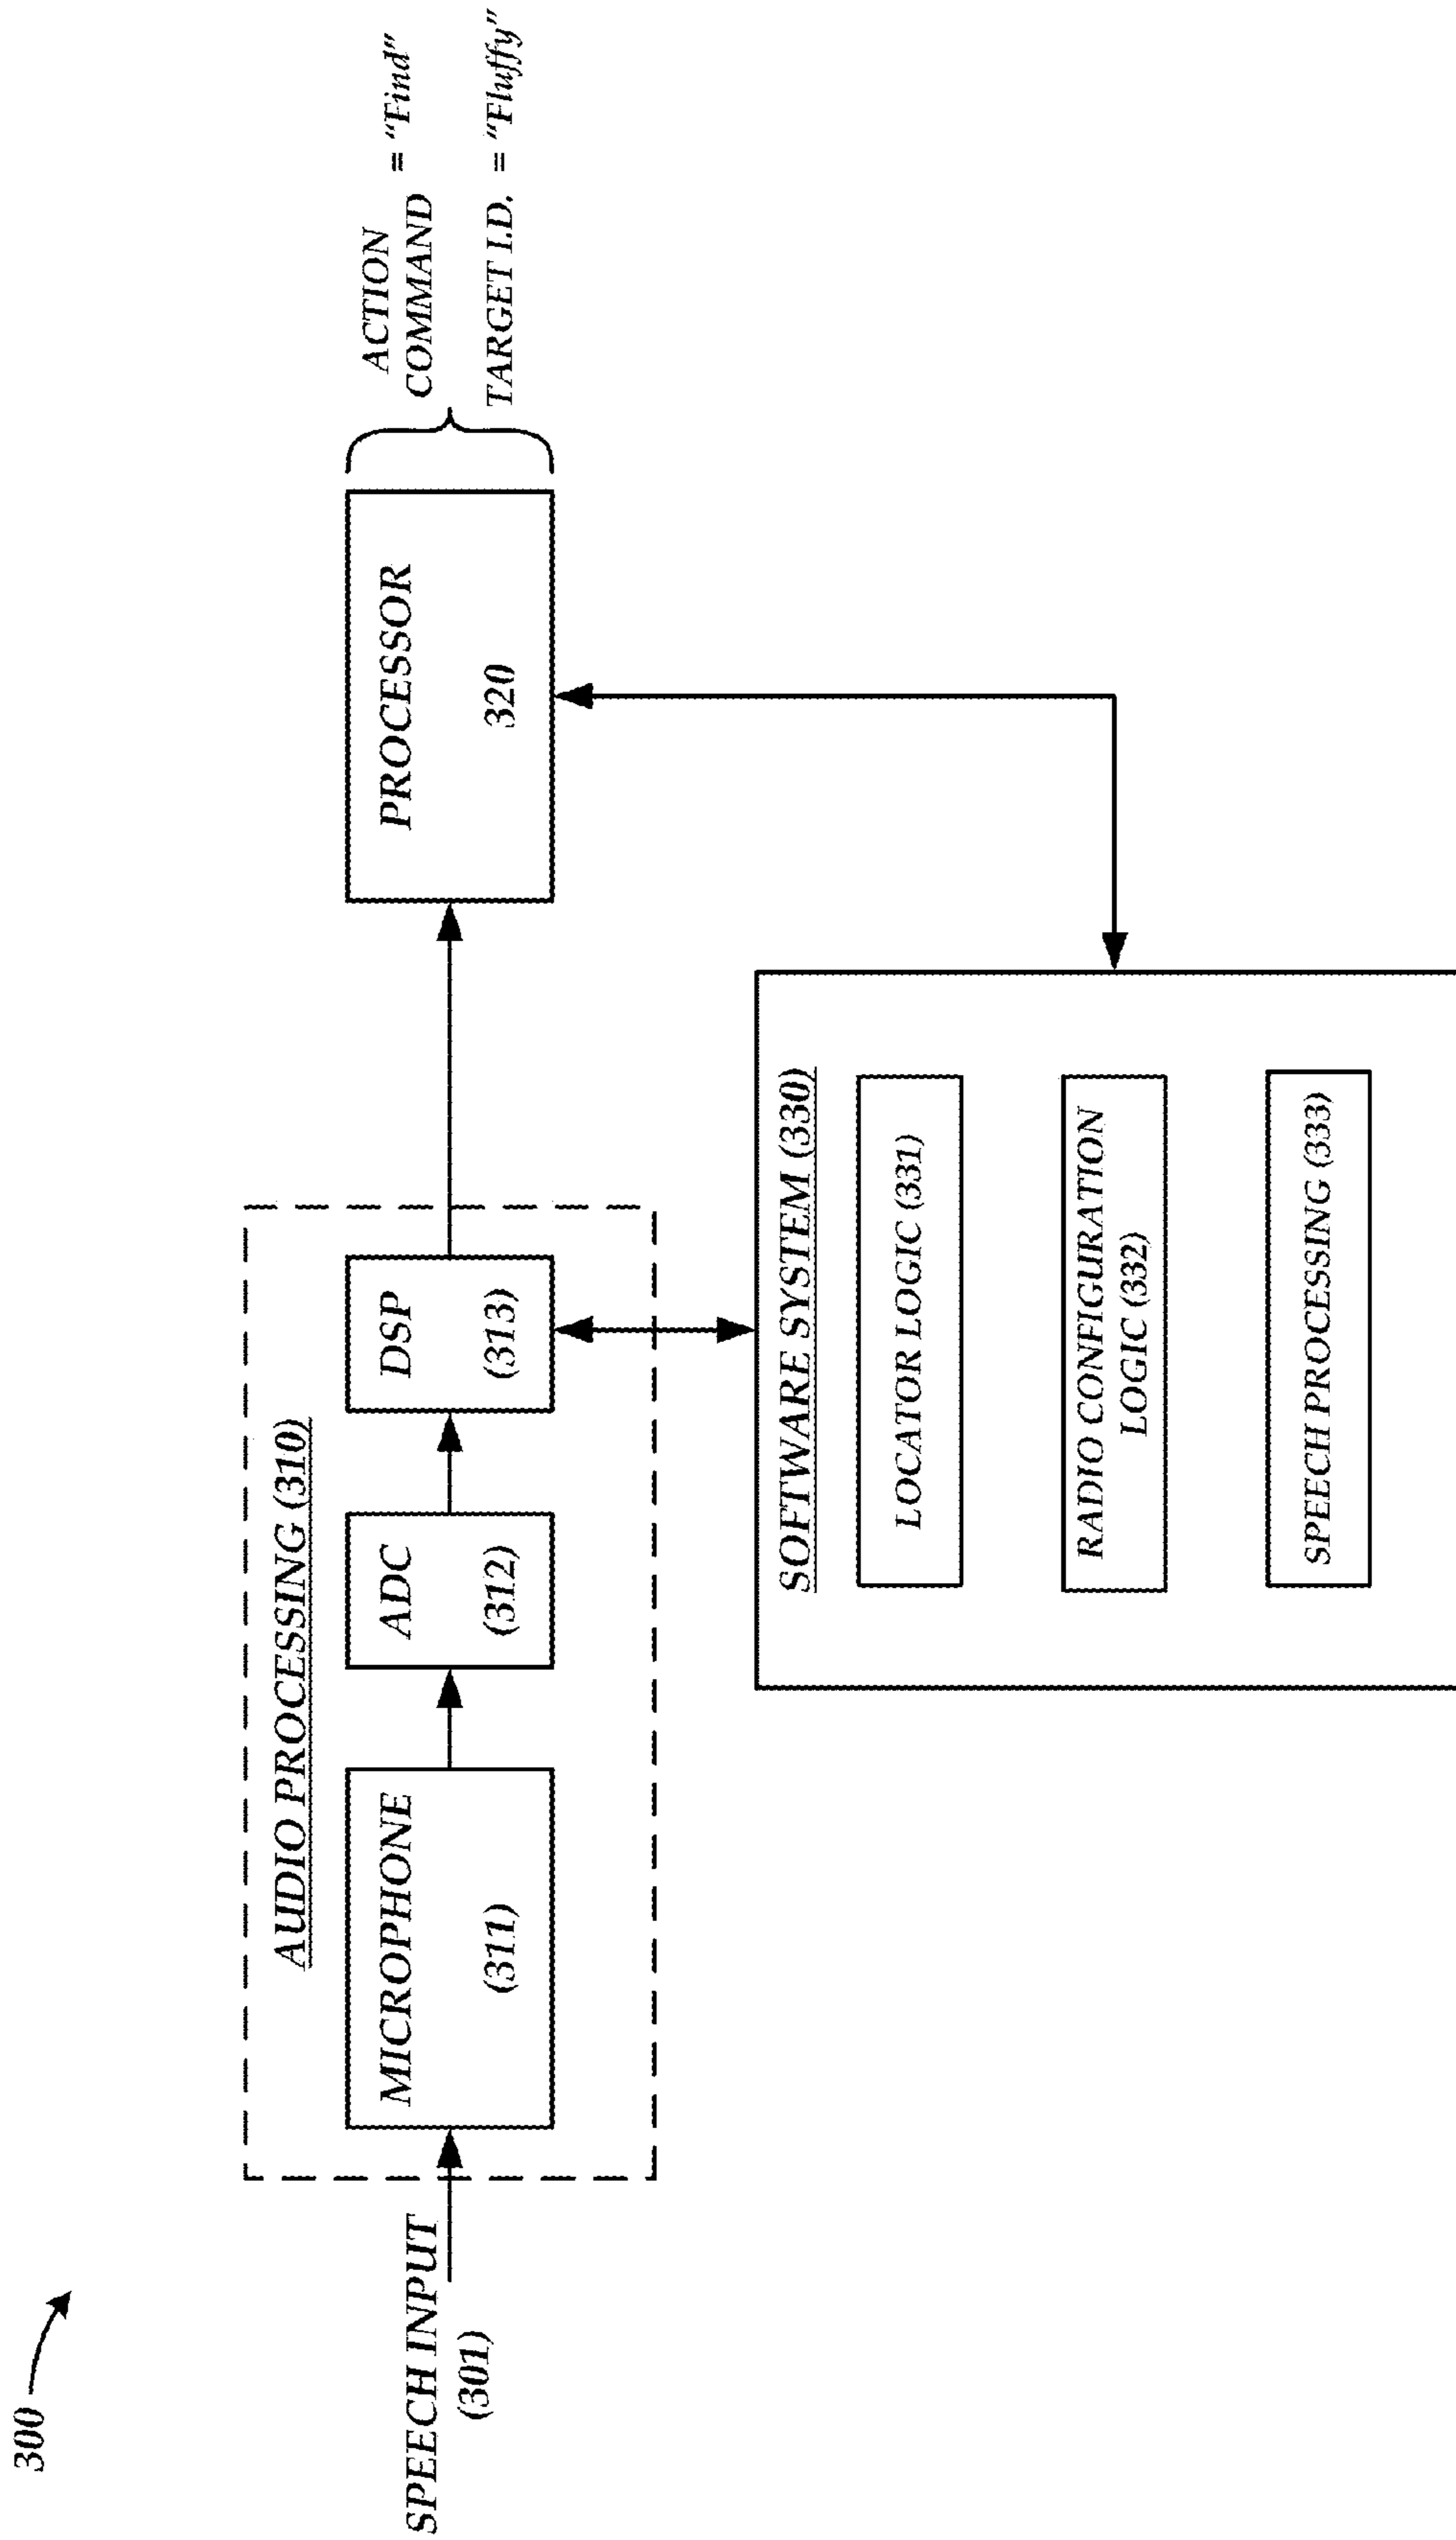 300
SPEECH INPUT
(301)
AUDIO PROCESSING (310)
MICROPHONE
(311)
ADC
(312)
DSP
(313)
PROCESSOR
320
ACTION
COMMAND = "Find"
TARGET I.D. = "Fluffy"
SOFTWARE SYSTEM (330)
LOCATOR LOGIC (331)
RADIO CONFIGURATION
LOGIC (332)
SPEECH PROCESSING (333)